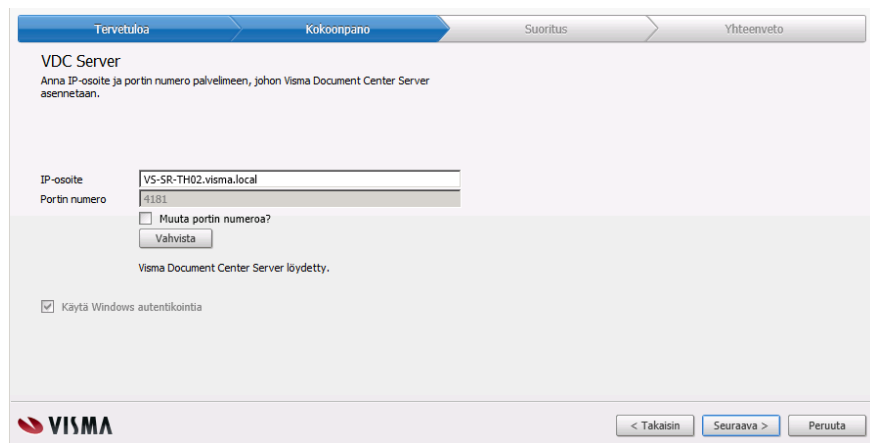 Tervetuloa Kokoonpano Suoritus Yhteenveto
VDC Server
Anna IP-osoite ja portin numero palvelimeen, johon Visma Document Center Server
asennetaan.
IP-osoite VS-SR-TH02.visma.local
Portin numero 4181
Muuta portin numeroa?
Vahvista
Visma Document Center Server löydetty.
Käytä Windows autentikointia
VISMA < Takaisin Seuraava > Peruuta